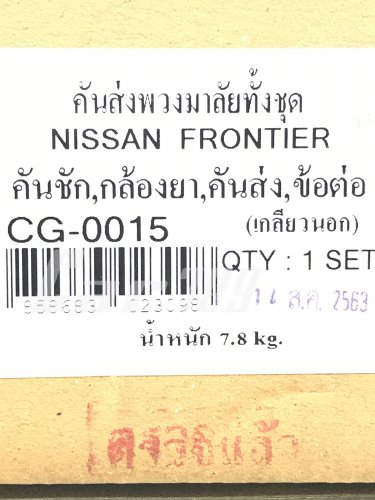 คันส่งพวงมาลัยทั้งชุด
NISSAN FRONTIER
คันชัก,กล้องยา,คันส่ง,ข้อต่อ
CG-0015 (เกลียวนอก)
QTY : 1 SET
858683 023096
14 ส.ค. 2563
น้ำหนัก 7.8 kg.
ตรวจแล้ว